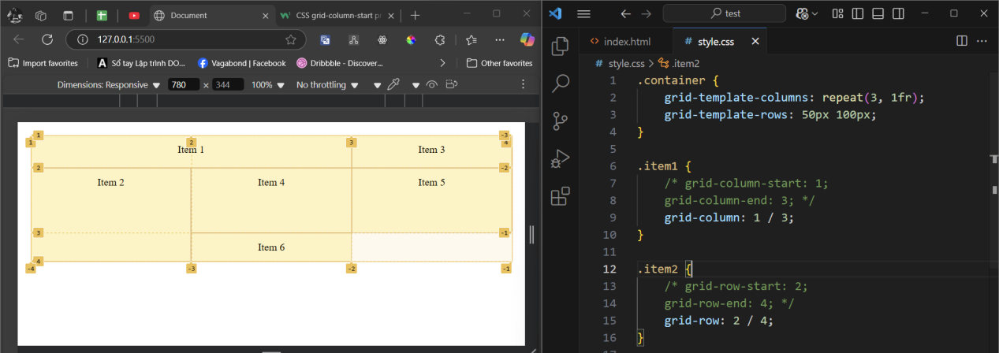 Document
CSS grid-column-start pr
127.0.0.1:5500
Import favorites
A
Sổ tay Lập trình DO...
Vagabond | Facebook
Dribbble - Discover...
Other favorites
Dimensions: Responsive
780
×
344
100%
No throttling
1
-3
1
2
3
4
Item 1
Item 3
2
-2
Item 2
Item 4
Item 5
3
-1
Item 6
4
-4
-3
-2
-1
test
index.html
# style.css
# style.css > .item2
1 .container {
2 grid-template-columns: repeat(3, 1fr);
3 grid-template-rows: 50px 100px;
4 }
5
6 .item1 {
7 /* grid-column-start: 1;
8 grid-column-end: 3; */
9 grid-column: 1 / 3;
10 }
11
12 .item2 {
13 /* grid-row-start: 2;
14 grid-row-end: 4; */
15 grid-row: 2 / 4;
16 }